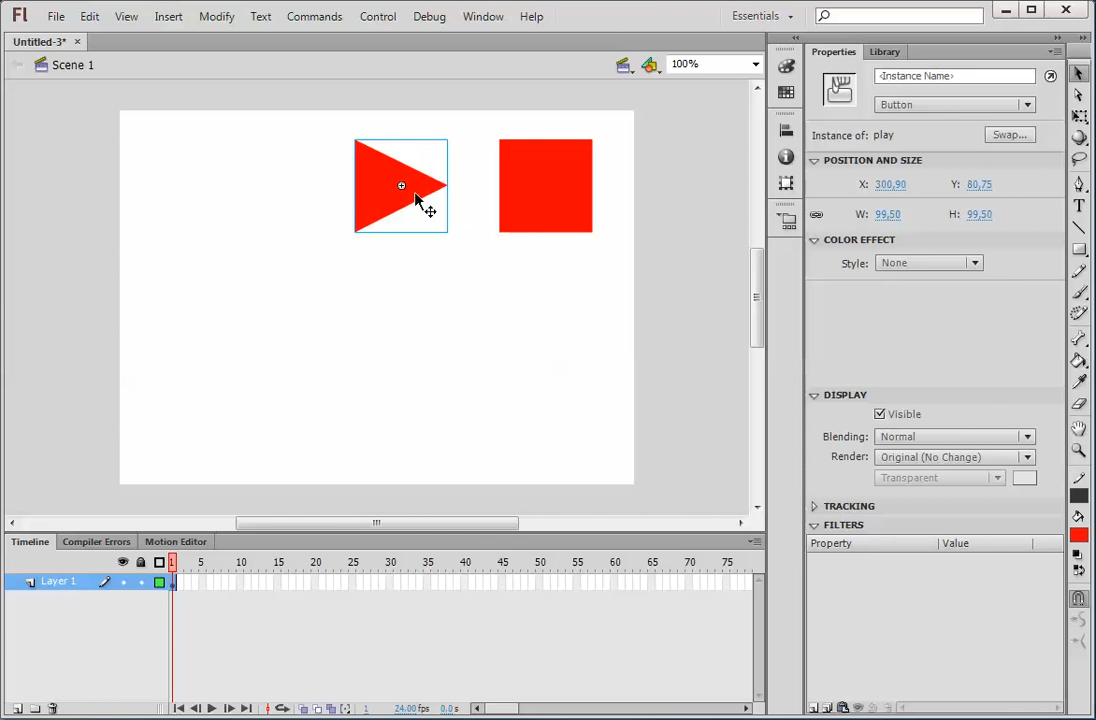 Fl File Edit View Insert Modify Text Commands Control Debug Window Help Essentials
Untitled-3* ×
Scene 1 100%
Properties Library
<Instance Name>
Button
Instance of: play Swap...
POSITION AND SIZE
X: 300,90 Y: 80,75
W: 99,50 H: 99,50
COLOR EFFECT
Style: None
DISPLAY
Visible
Blending: Normal
Render: Original (No Change)
Transparent
TRACKING
FILTERS
Property Value
Timeline Compiler Errors Motion Editor
1 5 10 15 20 25 30 35 40 45 50 55 60 65 70 75
Layer 1
1 24.00 fps 0.0 s